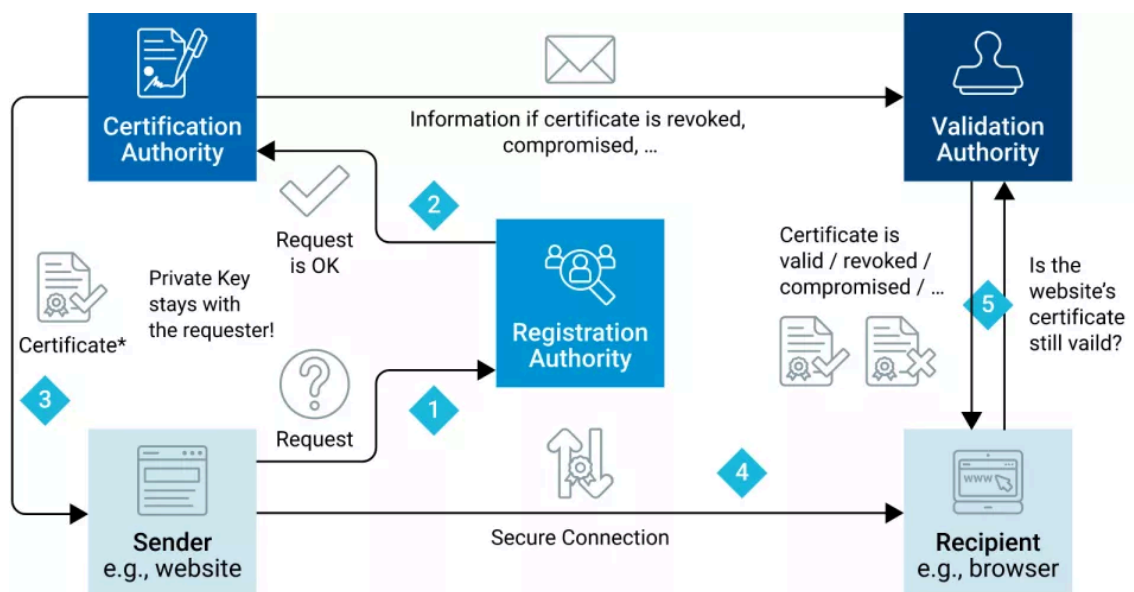 Certification
Authority
Information if certificate is revoked,
compromised, ...
Validation
Authority
2
Request
is OK
Registration
Authority
Certificate is
valid / revoked /
compromised / ...
5
Is the
website's
certificate
still vaild?
Private Key
stays with
the requester!
Certificate*
3
1
Request
4
WWW
Secure Connection
Sender
e.g., website
Recipient
e.g., browser